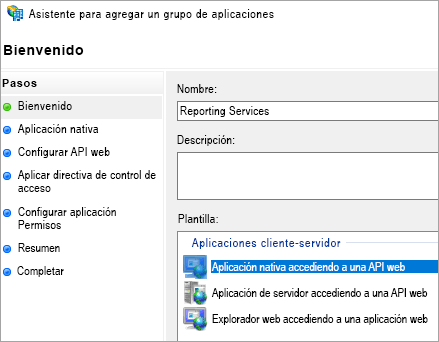 Asistente para agregar un grupo de aplicaciones
Bienvenido
Pasos
Bienvenido
Aplicación nativa
Configurar API web
Aplicar directiva de control de
acceso
Configurar aplicación
Permisos
Resumen
Completar
Nombre:
Reporting Services
Descripción:
Plantilla:
Aplicaciones cliente-servidor
Aplicación nativa accediendo a una API web
Aplicación de servidor accediendo a una API web
Explorador web accediendo a una aplicación web